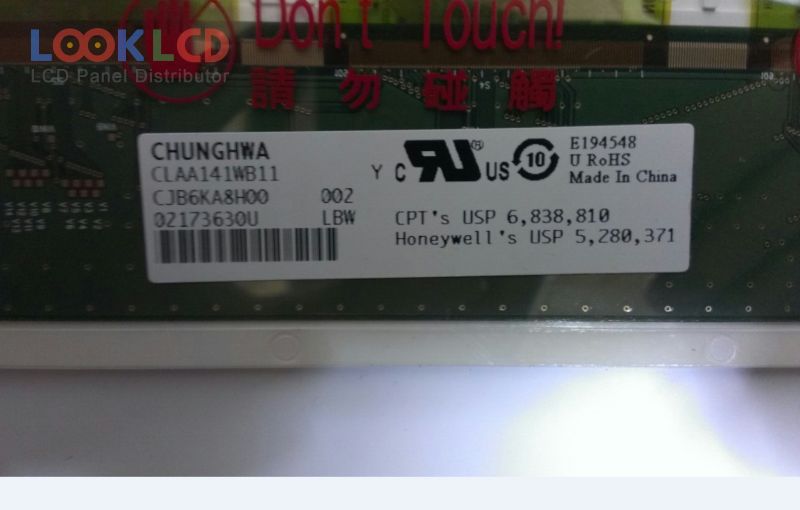 LOOKLCD
LCD Panel Distributor
Don't Touch!
請勿碰觸
CHUNGHWA
CLAA141WB11
CJB6KA8H00 002
02173630U LBW
Y C RU ® US 10
E194548
U RoHS
Made In China
CPT's USP 6,838,810
Honeywell's USP 5,280,371